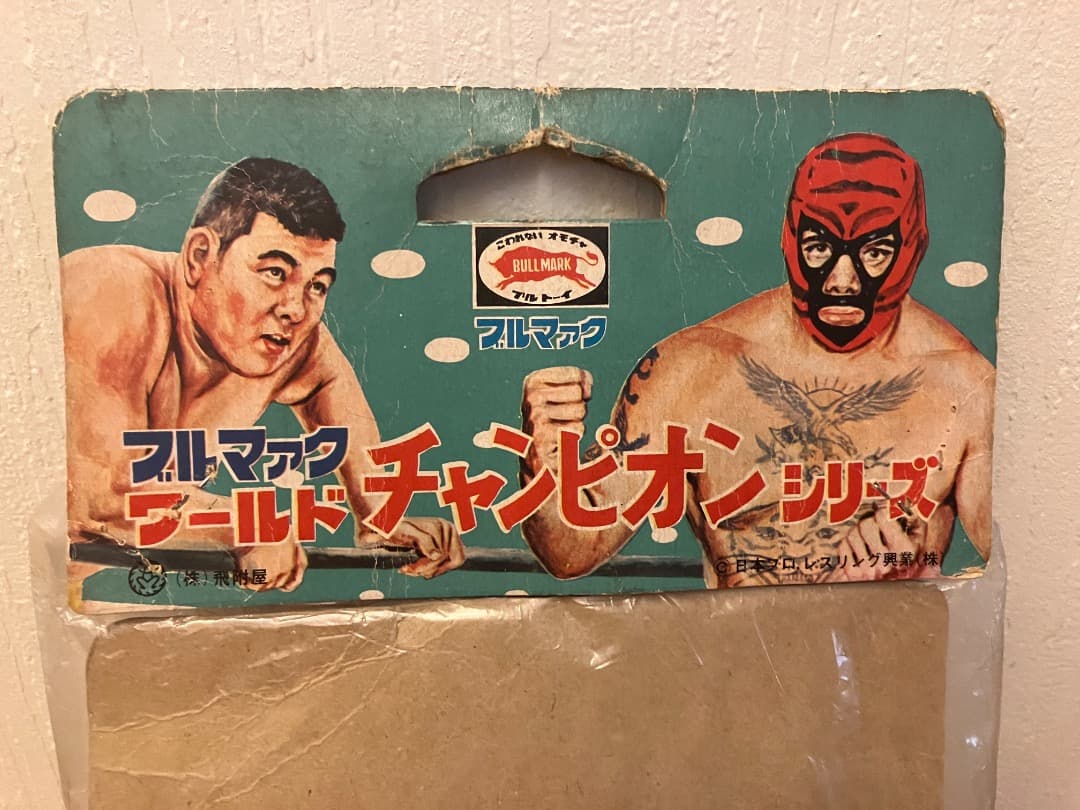 こわれない オモチャ
BULLMARK
ブルトーイ
ブルマァク
ブルマァク
ワールド チャンピオン シリーズ
(株)飛附屋
©日本プロ、レスリング興業(株)